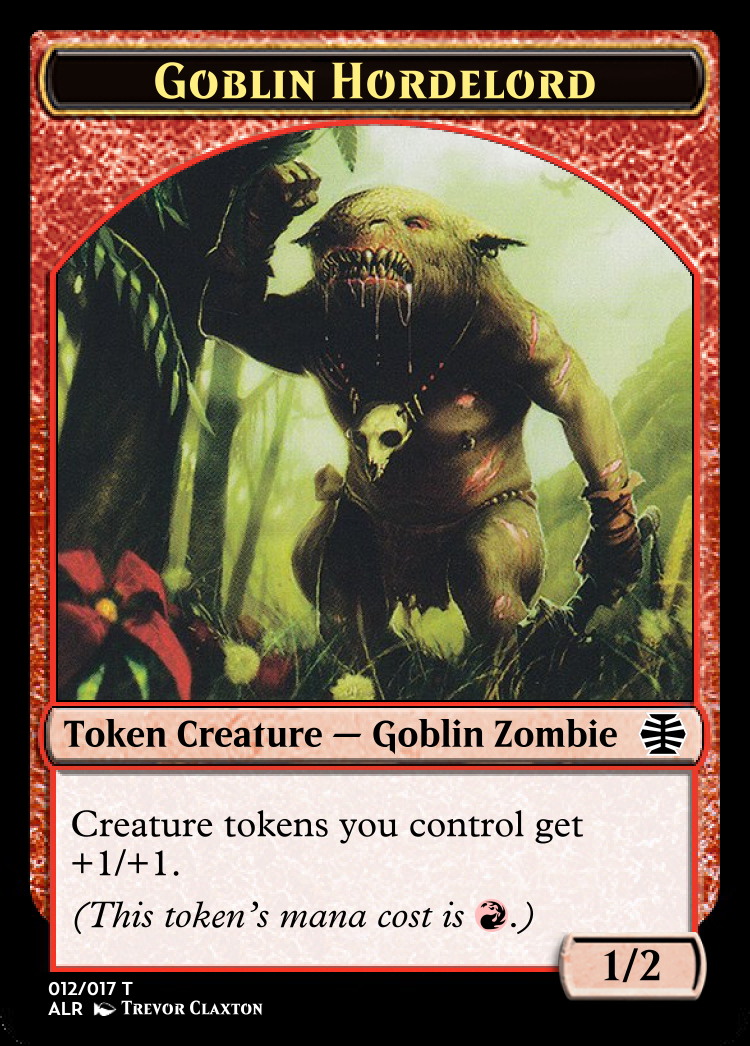 Goblin Hordelord
Token Creature — Goblin Zombie
Creature tokens you control get
+1/+1.
(This token's mana cost is .)
1/2
012/017 T
ALR Trevor Claxton